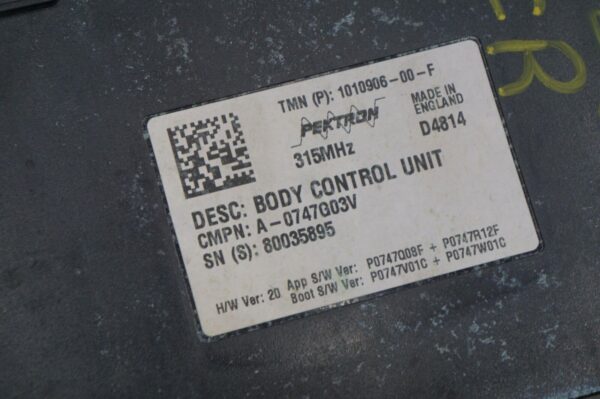 TMN (P): 1010906-00-F
PEKTRON
MADE IN
ENGLAND
315MHz
D4814
DESC: BODY CONTROL UNIT
CMPN: A-0747G03V
SN (S): 80035895
H/W Ver: 20 App S/W Ver: P0747Q08F + P0747R12F
Boot S/W Ver: P0747V01C + P0747W01C
R